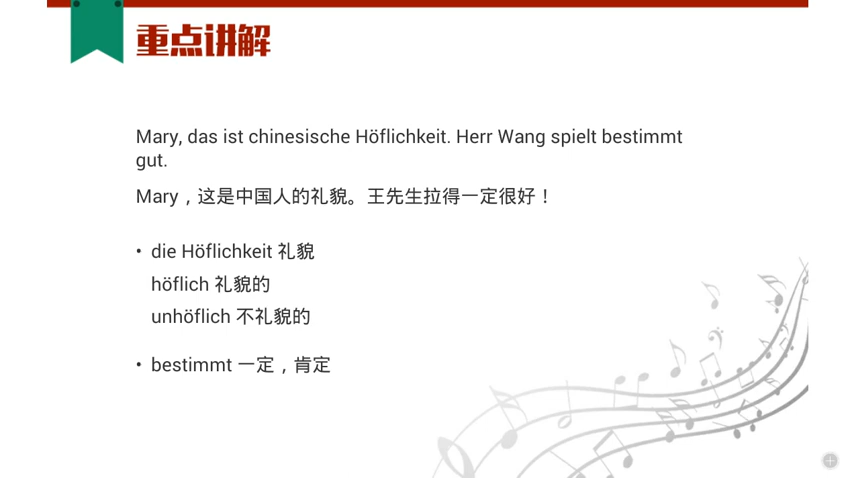 重点讲解
Mary, das ist chinesische Höflichkeit. Herr Wang spielt bestimmt
gut.
Mary，这是中国人的礼貌。王先生拉得一定很好！
• die Höflichkeit 礼貌
höflich 礼貌的
unhöflich 不礼貌的
• bestimmt 一定，肯定